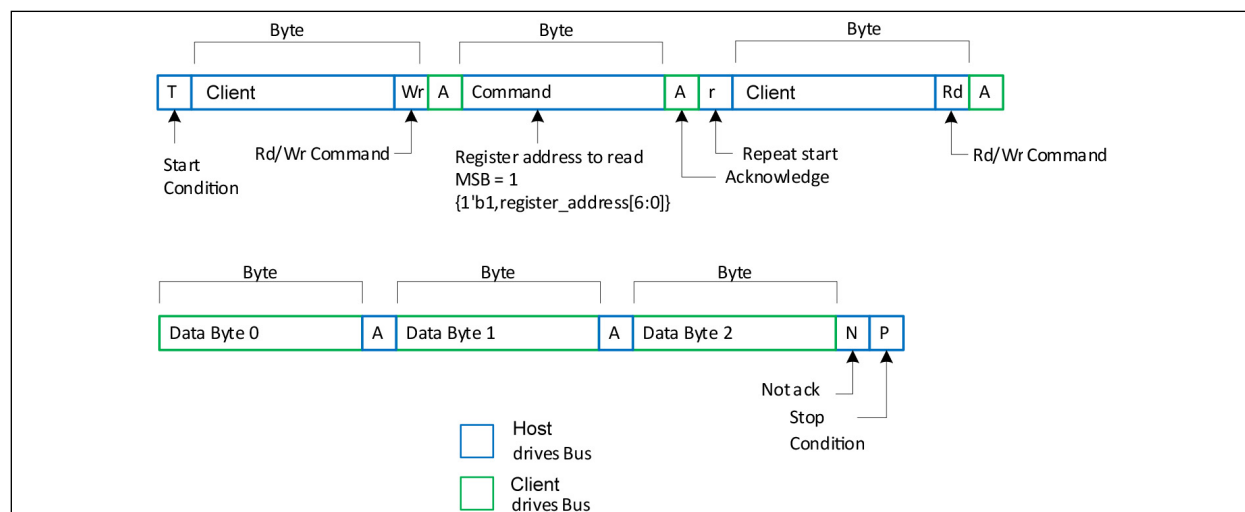 Byte Byte Byte
T Client Wr A Command A r Client Rd A
Start
Condition
Rd/Wr Command
Register address to read
MSB = 1
{1'b1,register_address[6:0]}
Repeat start
Acknowledge
Rd/Wr Command
Byte Byte Byte
Data Byte 0 A Data Byte 1 A Data Byte 2 N P
Not ack
Stop
Condition
Host
drives Bus
Client
drives Bus